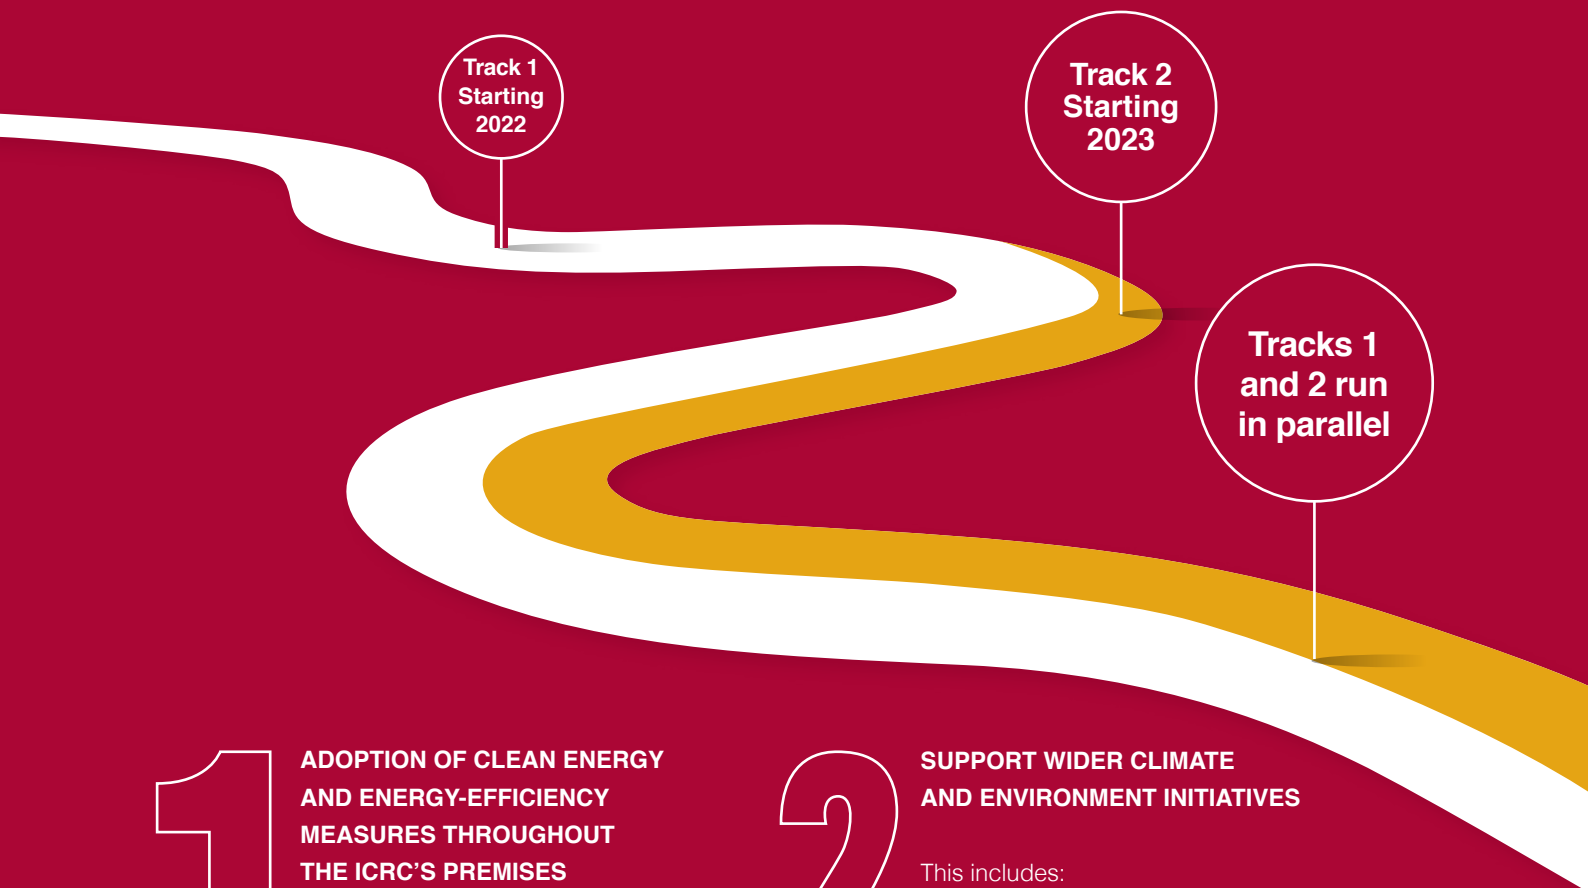 Track 1
Starting
2022
Track 2
Starting
2023
Tracks 1
and 2 run
in parallel
1
ADOPTION OF CLEAN ENERGY
AND ENERGY-EFFICIENCY
MEASURES THROUGHOUT
THE ICRC'S PREMISES
2
SUPPORT WIDER CLIMATE
AND ENVIRONMENT INITIATIVES
This includes: